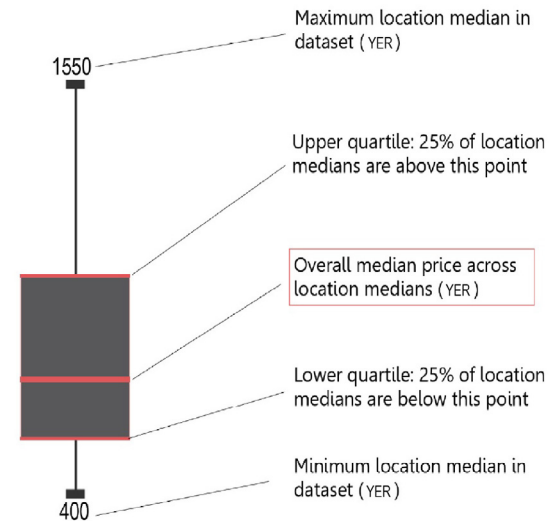 Maximum location median in
dataset (YER)
1550
Upper quartile: 25% of location
medians are above this point
Overall median price across
location medians (YER)
Lower quartile: 25% of location
medians are below this point
Minimum location median in
dataset (YER)
400